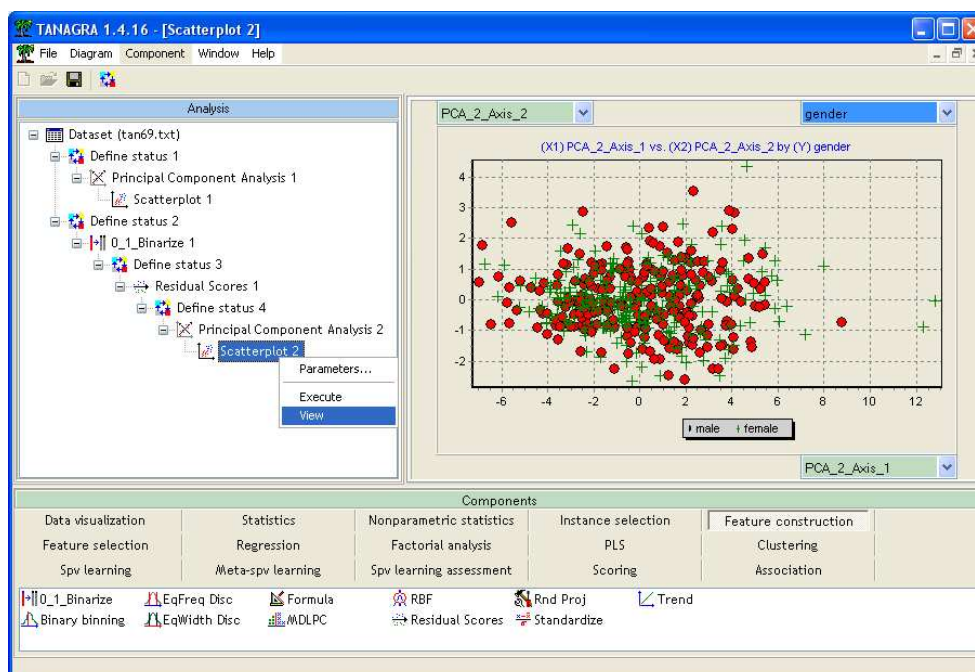 TANAGRA 1.4.16 - [Scatterplot 2]
File Diagram Component Window Help
Analysis
Dataset (tan69.txt)
Define status 1
Principal Component Analysis 1
Scatterplot 1
Define status 2
0_1_Binarize 1
Define status 3
Residual Scores 1
Define status 4
Principal Component Analysis 2
Scatterplot 2
Parameters...
Execute
View
PCA_2_Axis_2
gender
(X1) PCA_2_Axis_1 vs. (X2) PCA_2_Axis_2 by (Y) gender
4
3
2
1
0
-1
-2
-6 -4 -2 0 2 4 6 8 10 12
male female
PCA_2_Axis_1
Components
Data visualization Statistics Nonparametric statistics Instance selection Feature construction
Feature selection Regression Factorial analysis PLS Clustering
Spv learning Meta-spv learning Spv learning assessment Scoring Association
0_1_Binarize EqFreq Disc Formula RBF Rnd Proj Trend
Binary binning EqWidth Disc MDLPC Residual Scores Standardize